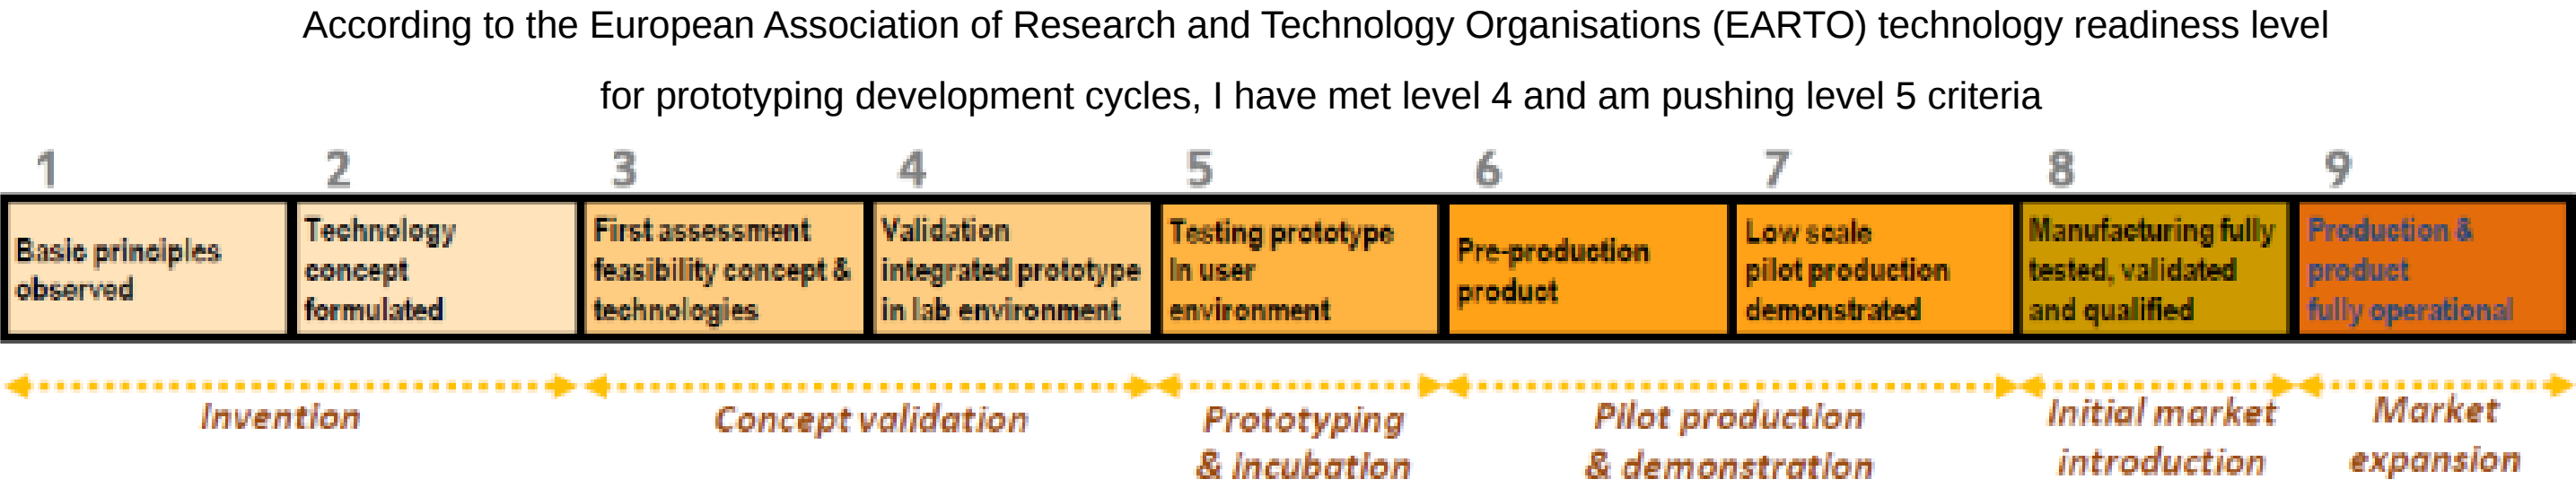 According to the European Association of Research and Technology Organisations (EARTO) technology readiness level
for prototyping development cycles, I have met level 4 and am pushing level 5 criteria
1
2
3
4
5
6
7
8
9
Basic principles
observed
Technology
concept
formulated
First assessment
feasibility concept &
technologies
Validation
integrated prototype
in lab environment
Testing prototype
In user
environment
Pre-production
product
Low scale
pilot production
demonstrated
Manufacturing fully
tested, validated
and qualified
Production &
product
fully operational
Invention
Concept validation
Prototyping
& incubation
Pilot production
& demonstration
Initial market
introduction
Market
expansion